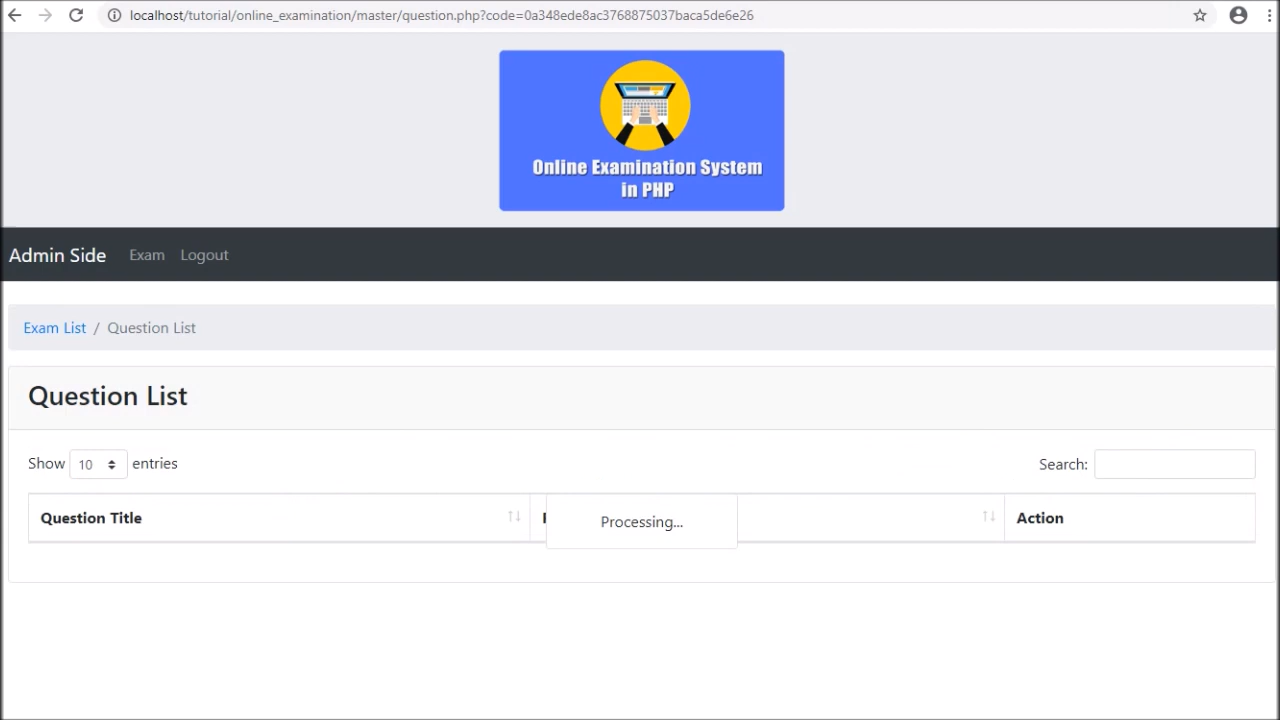 localhost/tutorial/online_examination/master/question.php?code=0a348ede8ac3768875037baca5de6e26
Online Examination System
in PHP
Admin Side Exam Logout
Exam List / Question List
Question List
Show 10 entries Search:
Question Title Processing... Action